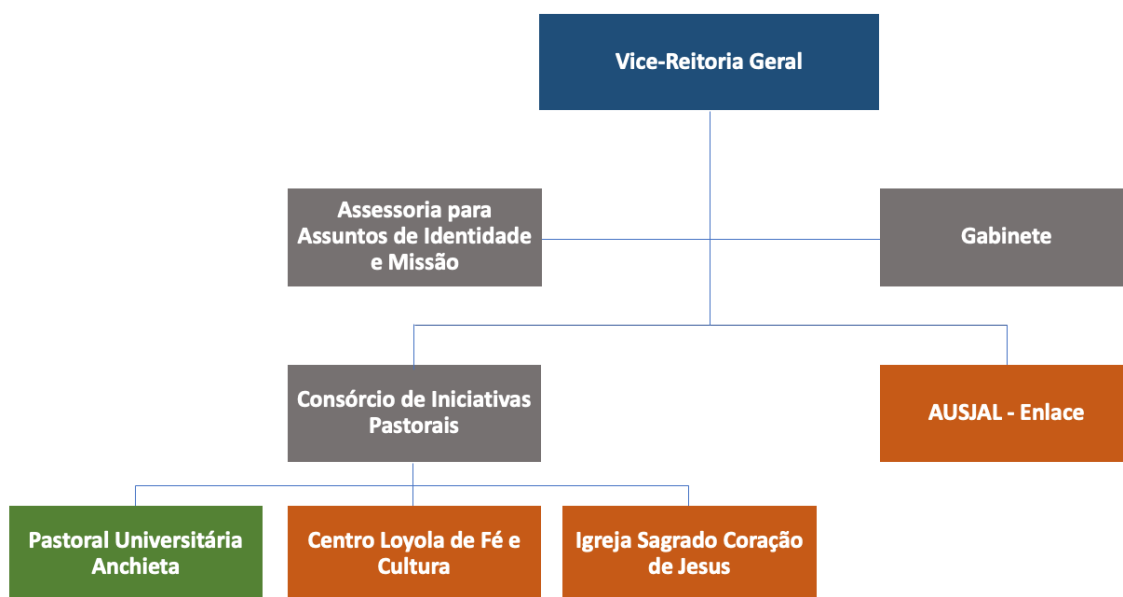 Vice-Reitoria Geral
Assessoria para
Assuntos de Identidade
e Missão
Gabinete
Consórcio de Iniciativas
Pastorais
AUSJAL - Enlace
Pastoral Universitária
Anchieta
Centro Loyola de Fé e
Cultura
Igreja Sagrado Coração
de Jesus